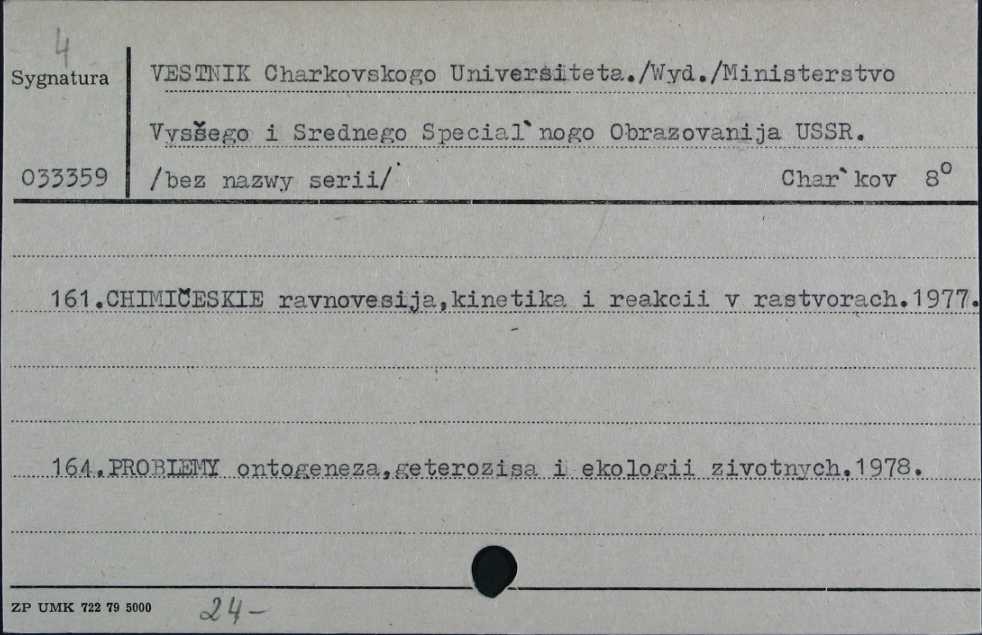 4
Sygnatura
VESTNIK Charkovskogo Universiteta./Wyd./Ministerstvo
Vysšego i Srednego Special`nogo Obrazovanija USSR.
033359 /bez nazwy serii/ Char`kov 8º
161.CHIMIČESKIE ravnovesija,kinetika i reakcii v rastvorach.1977.
164.PROBLEMY ontogeneza,geterozisa i ekologii zivotnych.1978.
ZP UMK 722 79 5000 24-